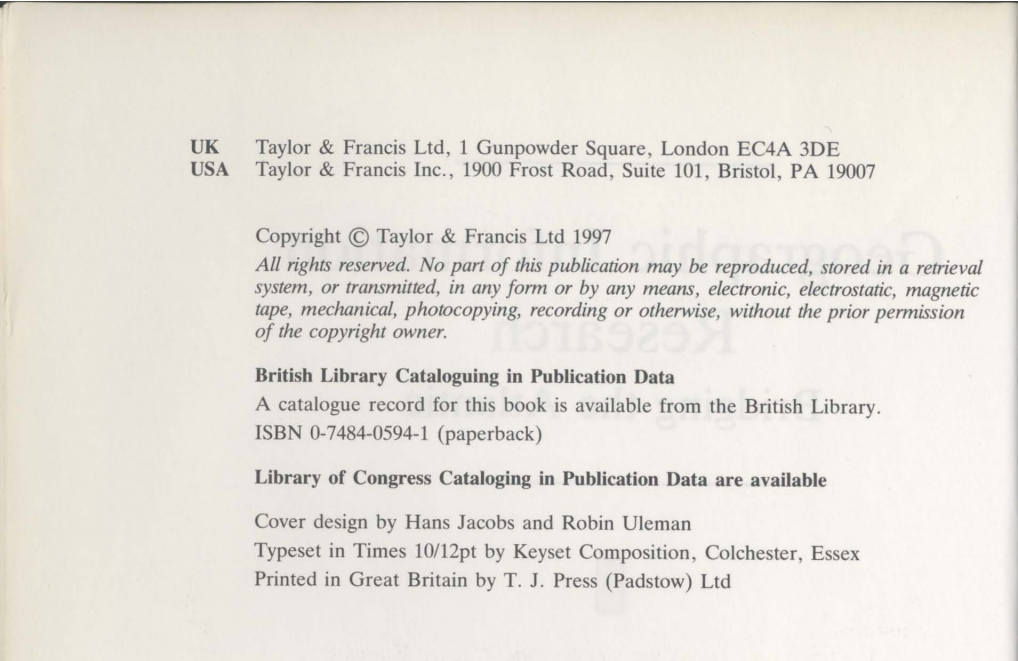 UK Taylor & Francis Ltd, 1 Gunpowder Square, London EC4A 3DE
USA Taylor & Francis Inc., 1900 Frost Road, Suite 101, Bristol, PA 19007
Copyright © Taylor & Francis Ltd 1997
All rights reserved. No part of this publication may be reproduced, stored in a retrieval
system, or transmitted, in any form or by any means, electronic, electrostatic, magnetic
tape, mechanical, photocopying, recording or otherwise, without the prior permission
of the copyright owner.
British Library Cataloguing in Publication Data
A catalogue record for this book is available from the British Library.
ISBN 0-7484-0594-1 (paperback)
Library of Congress Cataloging in Publication Data are available
Cover design by Hans Jacobs and Robin Uleman
Typeset in Times 10/12pt by Keyset Composition, Colchester, Essex
Printed in Great Britain by T. J. Press (Padstow) Ltd